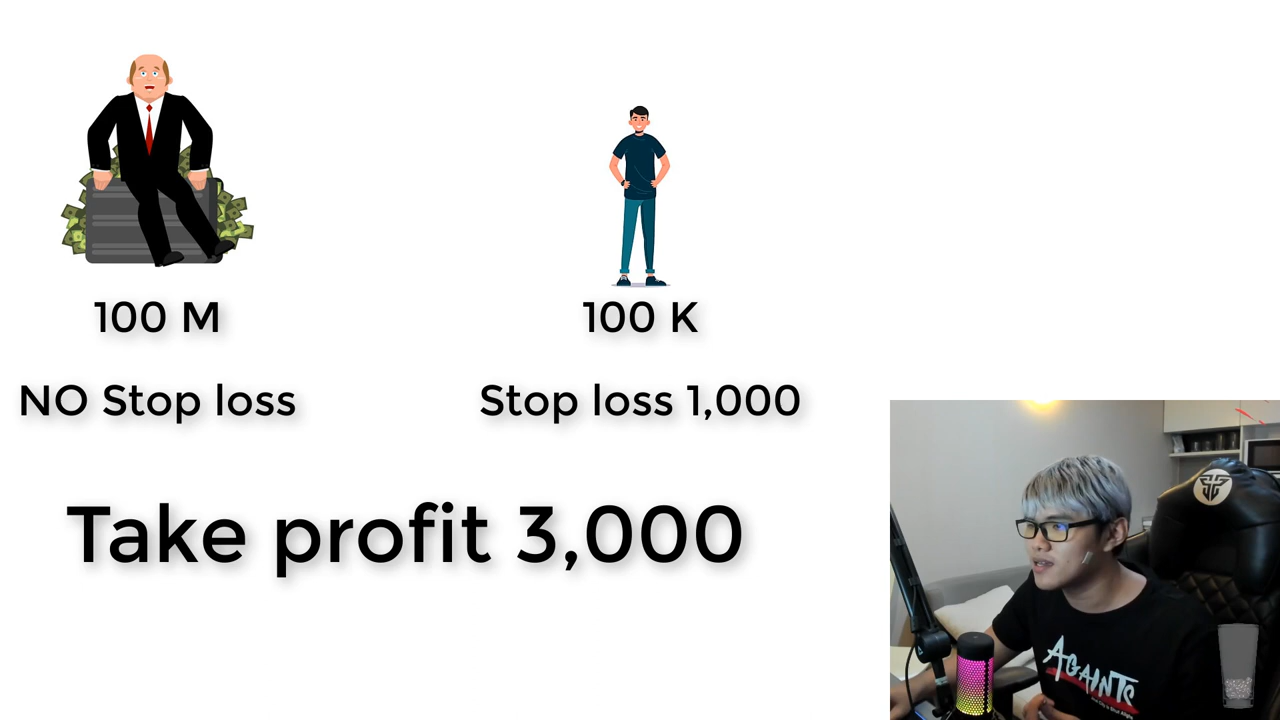 100 M
100 K
NO Stop loss
Stop loss 1,000
Take profit 3,000
AGAINTS